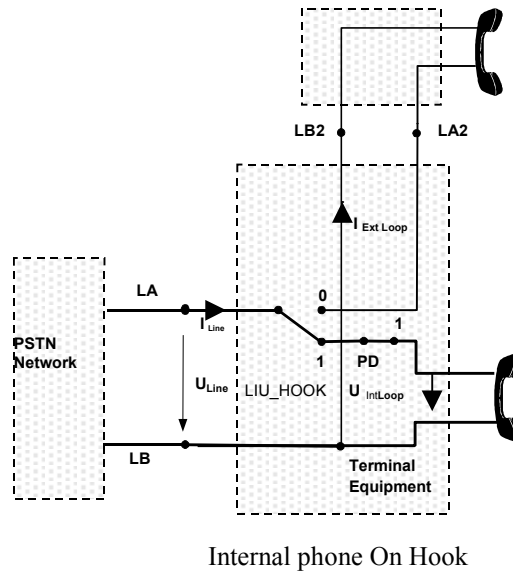 LB2
LA2
I Ext Loop
LA
0
I Line
1
1
PD
PSTN
Network
U Line
LIU_HOOK
U IntLoop
LB
Terminal
Equipment
Internal phone On Hook